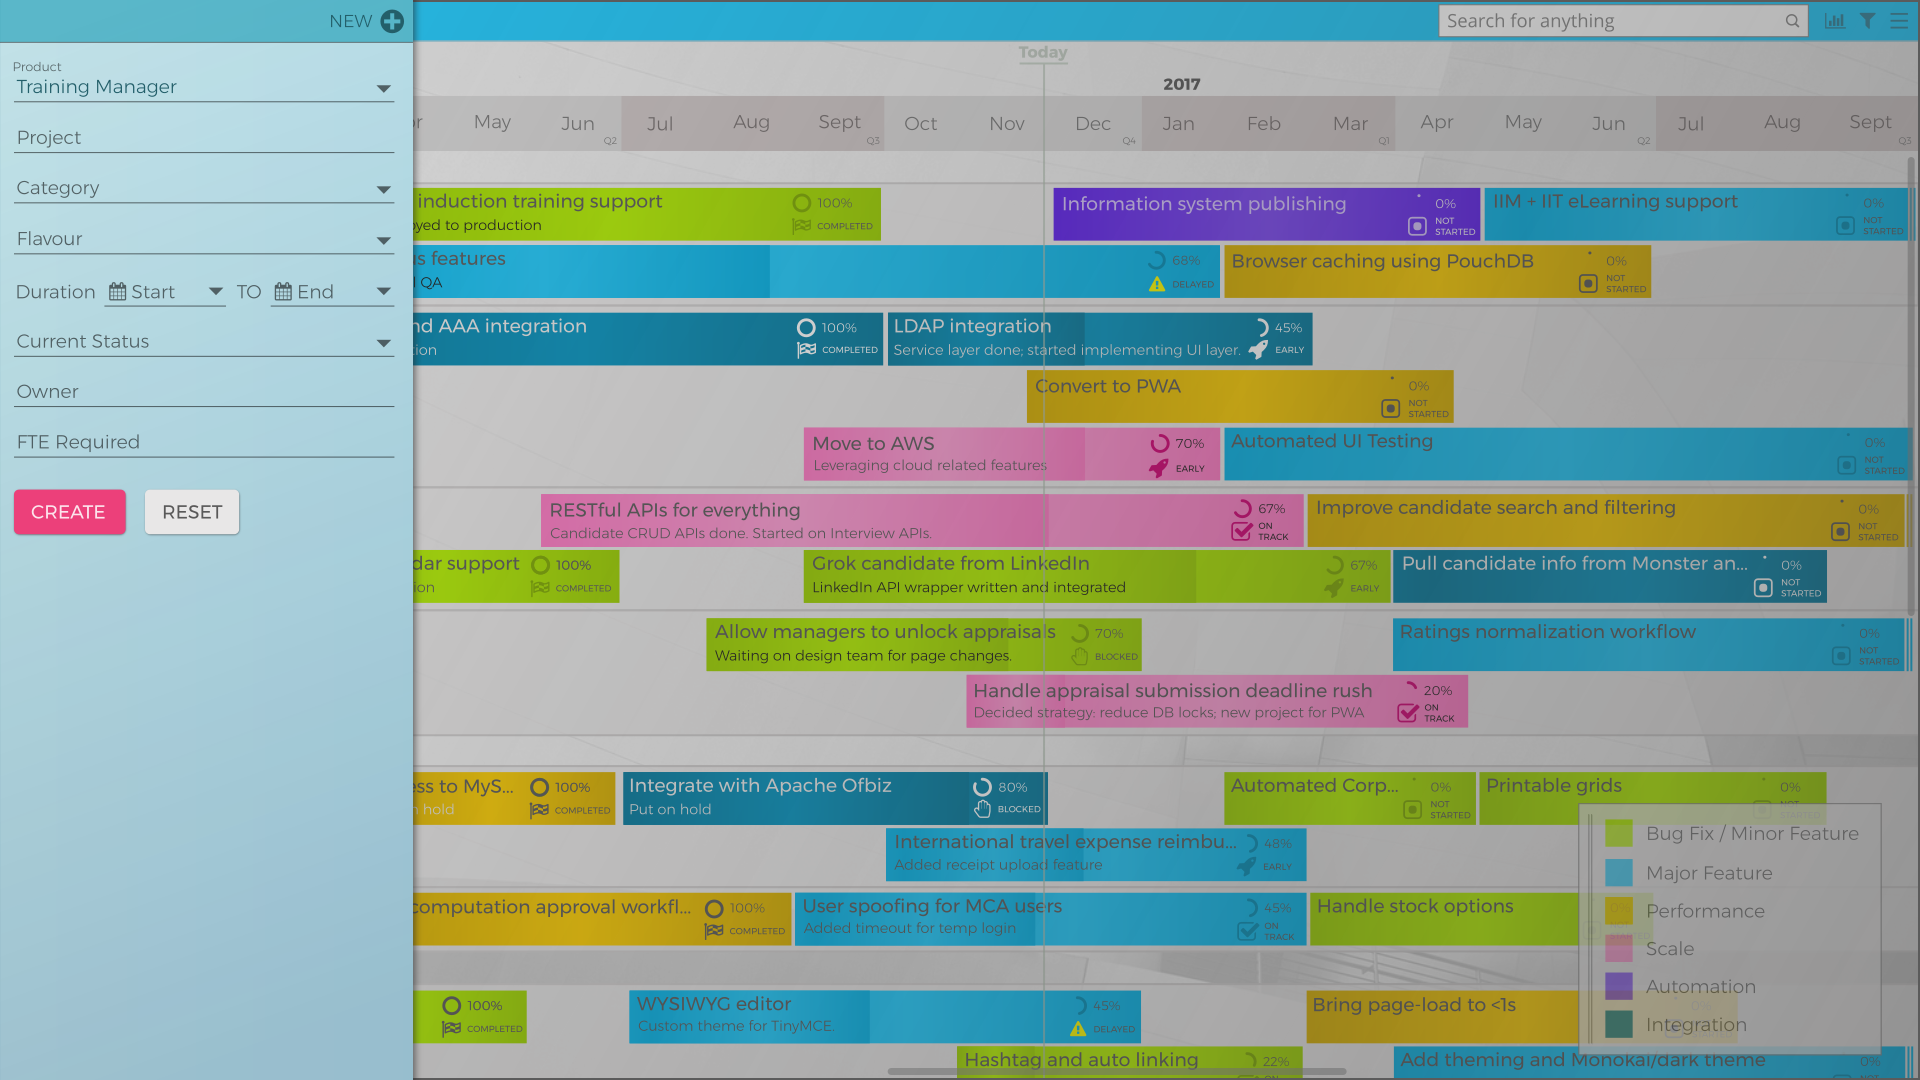 NEW
Search for anything
Product
Training Manager
Project
Category
Flavour
Duration Start TO End
Current Status
Owner
FTE Required
CREATE RESET
Today
2017
May Jun Jul Aug Sept Oct Nov Dec Jan Feb Mar Apr May Jun Jul Aug Sept
Q2 Q3 Q4 Q1 Q2 Q3
induction training support 100%
to production COMPLETED
Information system publishing 0%
NOT STARTED
IIM + IIT eLearning support 0%
NOT STARTED
features 68%
QA DELAYED
Browser caching using PouchDB 0%
NOT STARTED
AAA integration 100%
COMPLETED
LDAP integration 45%
Service layer done; started implementing UI layer. EARLY
Convert to PWA 0%
NOT STARTED
Move to AWS 70%
Leveraging cloud related features EARLY
Automated UI Testing 0%
NOT STARTED
RESTful APIs for everything 67%
Candidate CRUD APIs done. Started on Interview APIs. ON TRACK
Improve candidate search and filtering 0%
NOT STARTED
support 100%
COMPLETED
Grok candidate from LinkedIn 67%
LinkedIn API wrapper written and integrated EARLY
Pull candidate info from Monster an... 0%
NOT STARTED
Allow managers to unlock appraisals 70%
Waiting on design team for page changes. BLOCKED
Ratings normalization workflow 0%
NOT STARTED
Handle appraisal submission deadline rush 20%
Decided strategy: reduce DB locks; new project for PWA ON TRACK
to MyS... 100%
hold COMPLETED
Integrate with Apache Ofbiz 80%
Put on hold BLOCKED
Automated Corp... 0%
NOT STARTED
Printable grids 0%
International travel expense reimbu... 48%
Added receipt upload feature EARLY
computation approval workfl... 100%
COMPLETED
User spoofing for MCA users 45%
Added timeout for temp login ON TRACK
Handle stock options
100%
COMPLETED
WYSIWYG editor 45%
Custom theme for TinyMCE. DELAYED
Bring page-load to <1s
Hashtag and auto linking 22%
Add theming and Monokai/dark theme 0%
Bug Fix / Minor Feature
Major Feature
Performance
Scale
Automation
Integration